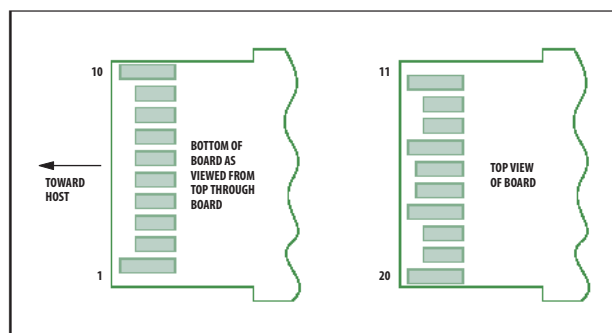 10
1
TOWARD
HOST
BOTTOM OF
BOARD AS
VIEWED FROM
TOP THROUGH
BOARD
11
20
TOP VIEW
OF BOARD